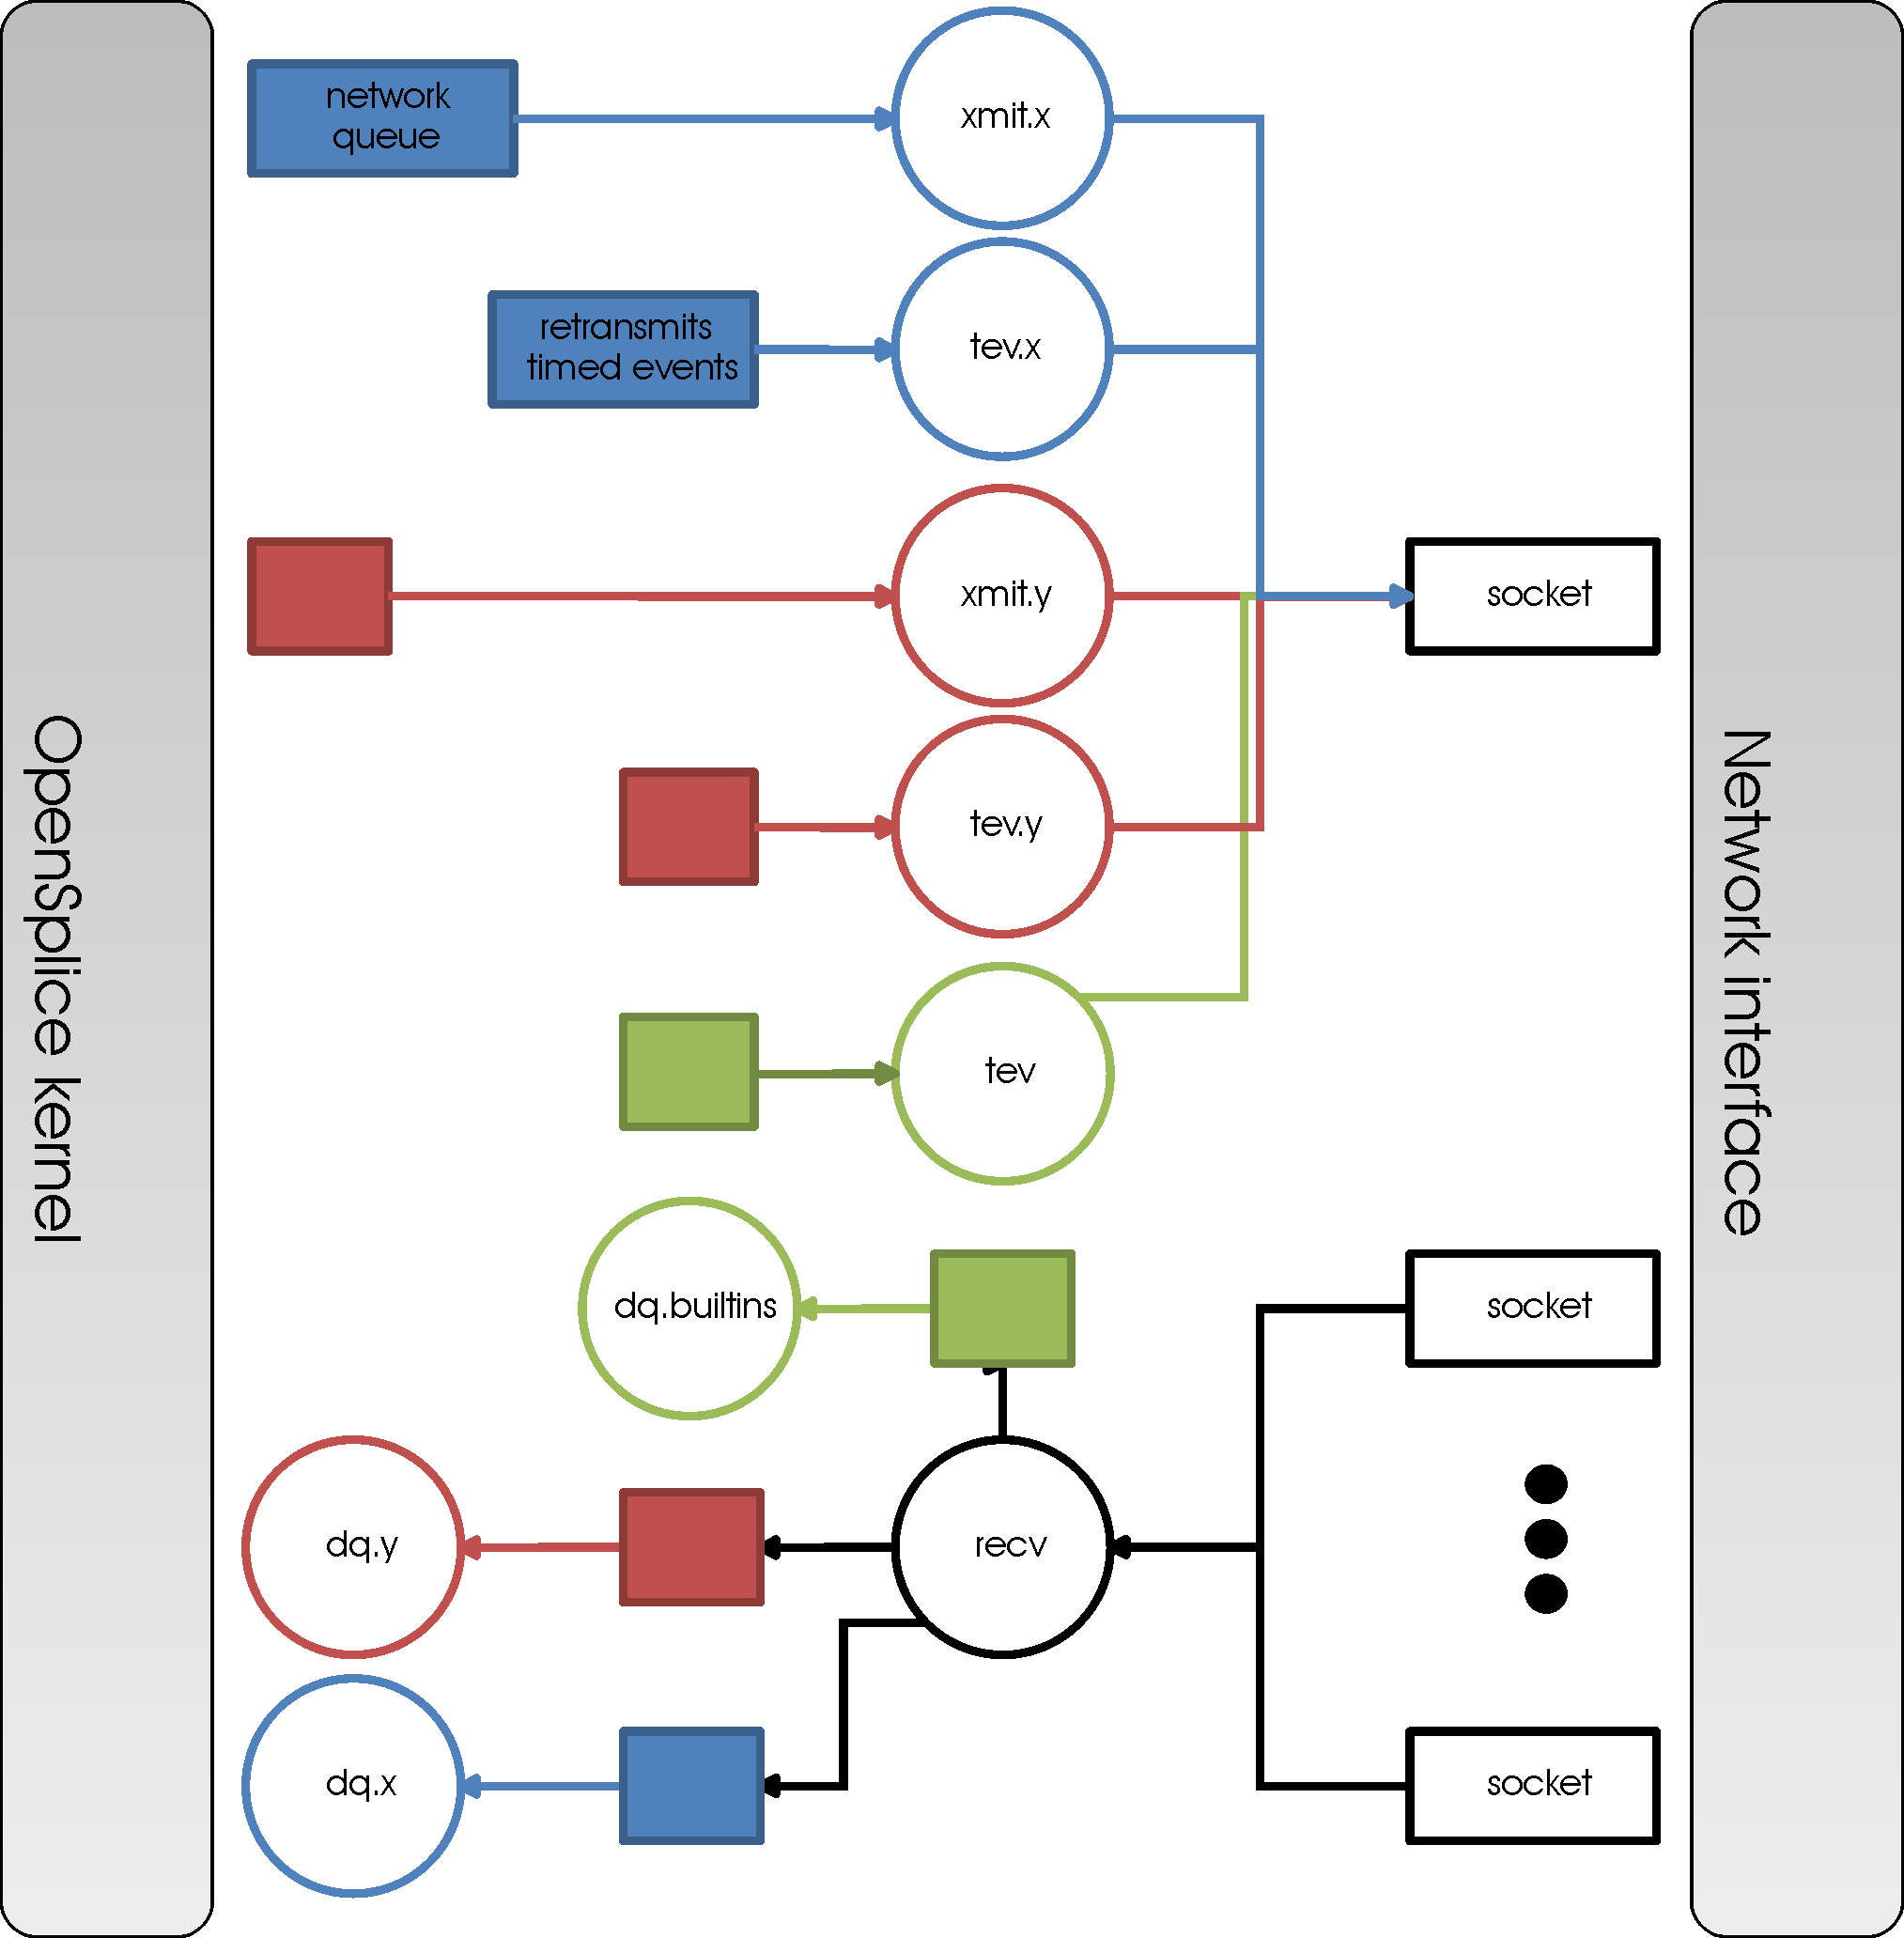 network
queue
xmit.x
retransmits
timed events
tev.x
xmit.y
socket
tev.y
OpenSplice kernel
Network interface
tev
dq.builtins
socket
dq.y
recv
dq.x
socket